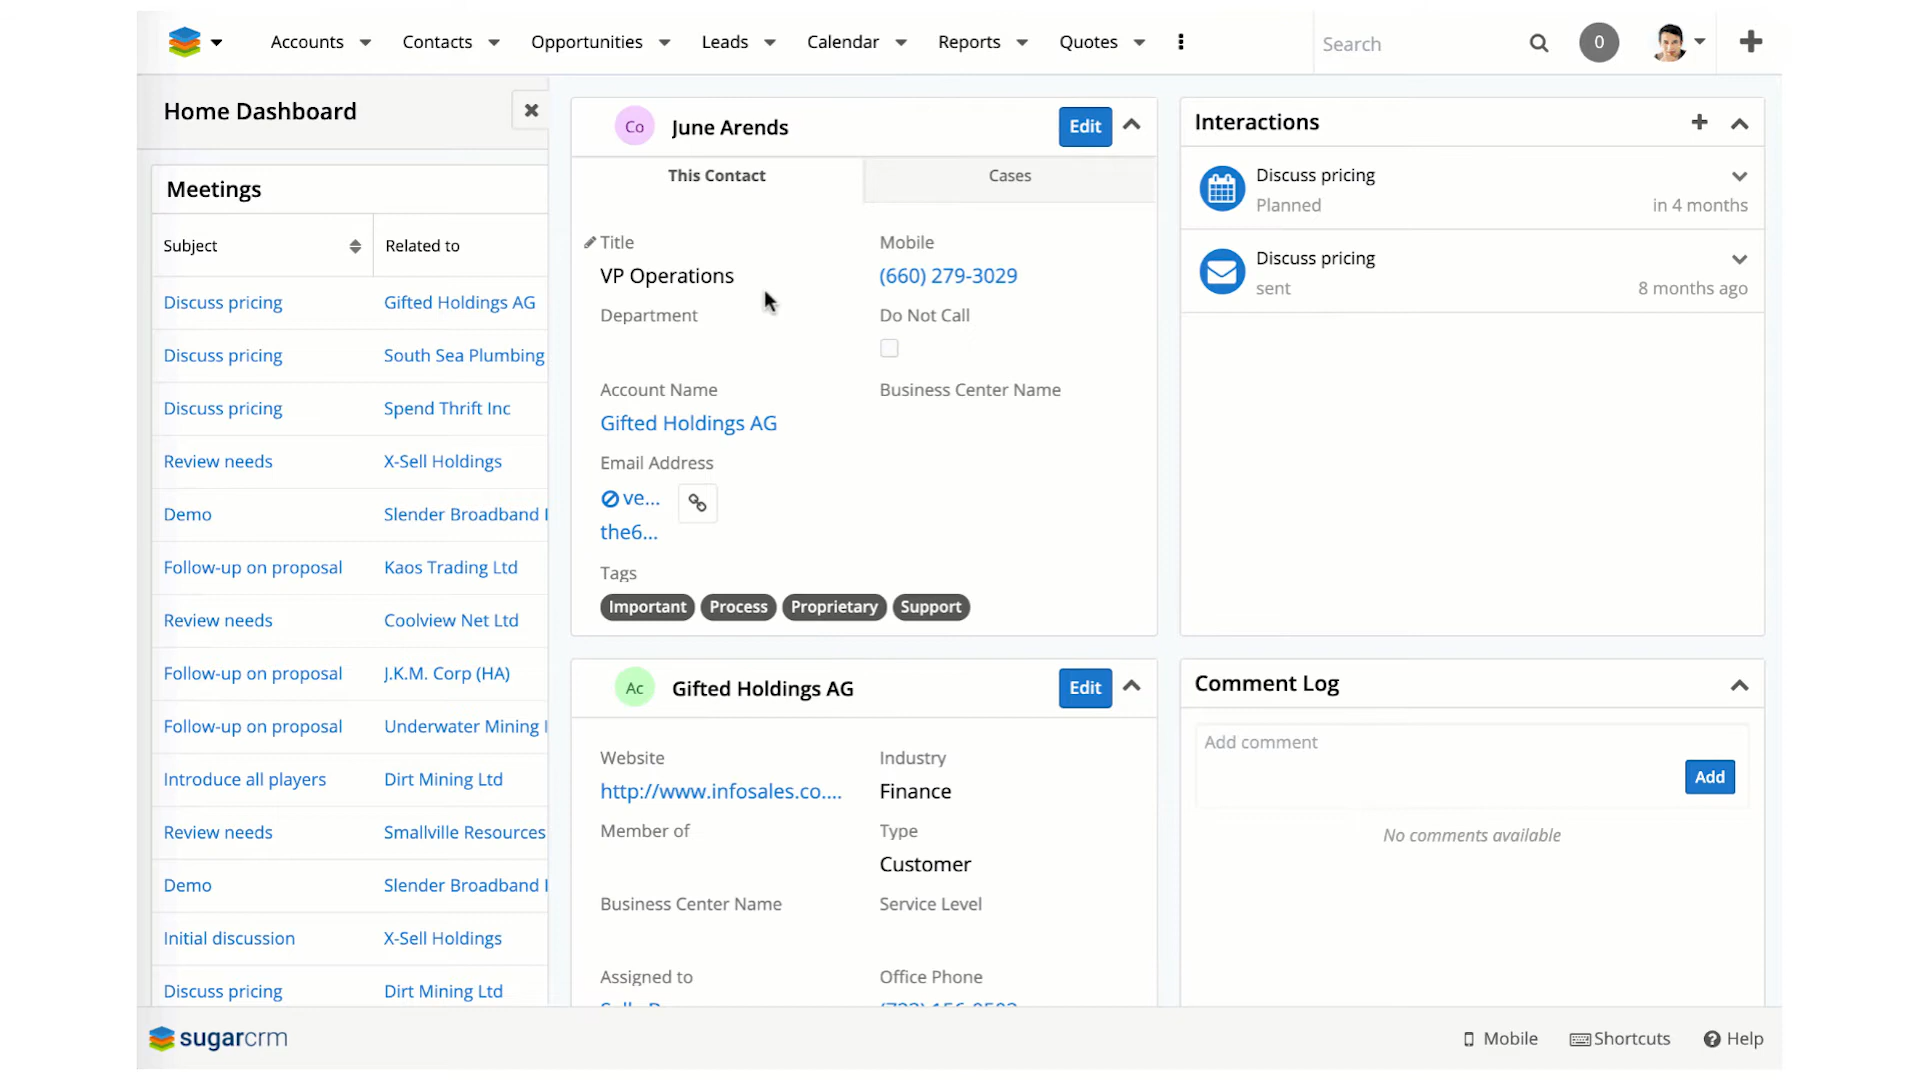 Accounts Contacts Opportunities Leads Calendar Reports Quotes Search 0
Home Dashboard
Meetings
Subject Related to
Discuss pricing Gifted Holdings AG
Discuss pricing South Sea Plumbing
Discuss pricing Spend Thrift Inc
Review needs X-Sell Holdings
Demo Slender Broadband
Follow-up on proposal Kaos Trading Ltd
Review needs Coolview Net Ltd
Follow-up on proposal J.K.M. Corp (HA)
Follow-up on proposal Underwater Mining
Introduce all players Dirt Mining Ltd
Review needs Smallville Resources
Demo Slender Broadband
Initial discussion X-Sell Holdings
Discuss pricing Dirt Mining Ltd
Co June Arends Edit
This Contact Cases
Title Mobile
VP Operations (660) 279-3029
Department Do Not Call
Account Name Business Center Name
Gifted Holdings AG
Email Address
ve...
the6...
Tags
Important Process Proprietary Support
Ac Gifted Holdings AG Edit
Website Industry
http://www.infosales.co.... Finance
Member of Type
Customer
Business Center Name Service Level
Assigned to Office Phone
Interactions
Discuss pricing
Planned in 4 months
Discuss pricing
sent 8 months ago
Comment Log
Add comment
Add
No comments available
sugarcrm Mobile Shortcuts Help